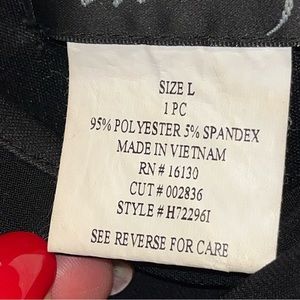 SIZE L
1 PC
95% POLYESTER 5% SPANDEX
MADE IN VIETNAM
RN # 16130
CUT # 002836
STYLE # H72296I
SEE REVERSE FOR CARE